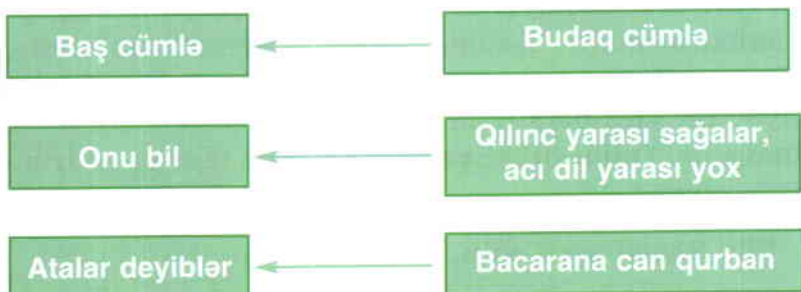 Baş cümlə
Budaq cümlə
Onu bil
Qılınc yarası sağalar,
acı dil yarası yox
Atalar deyiblər
Bacarana can qurban